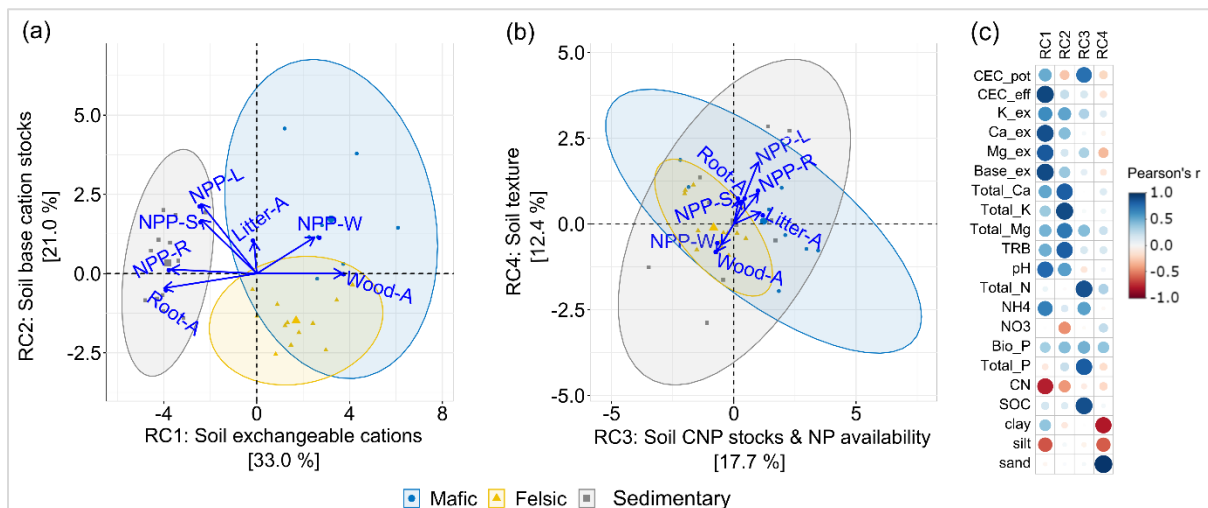 (a)
RC2: Soil base cation stocks
[21.0 %]
5.0
2.5
0.0
-2.5
NPP-L
NPP-S
Litter-A
NPP-W
NPP-R
Wood-A
Root-A
-4
0
4
8
RC1: Soil exchangeable cations
[33.0 %]
(b)
RC4: Soil texture
[12.4 %]
5.0
2.5
0.0
-2.5
-5.0
NPP-L
Root-A
NPP-R
NPP-S
Litter-A
NPP-W
Wood-A
-5
0
5
RC3: Soil CNP stocks & NP availability
[17.7 %]
Mafic
Felsic
Sedimentary
(c)
RC1
RC2
RC3
RC4
CEC_pot
CEC_eff
K_ex
Ca_ex
Mg_ex
Base_ex
Total_Ca
Total_K
Total_Mg
TRB
pH
Total_N
NH4
NO3
Bio_P
Total_P
CN
SOC
clay
silt
sand
Pearson's r
1.0
0.5
0.0
-0.5
-1.0